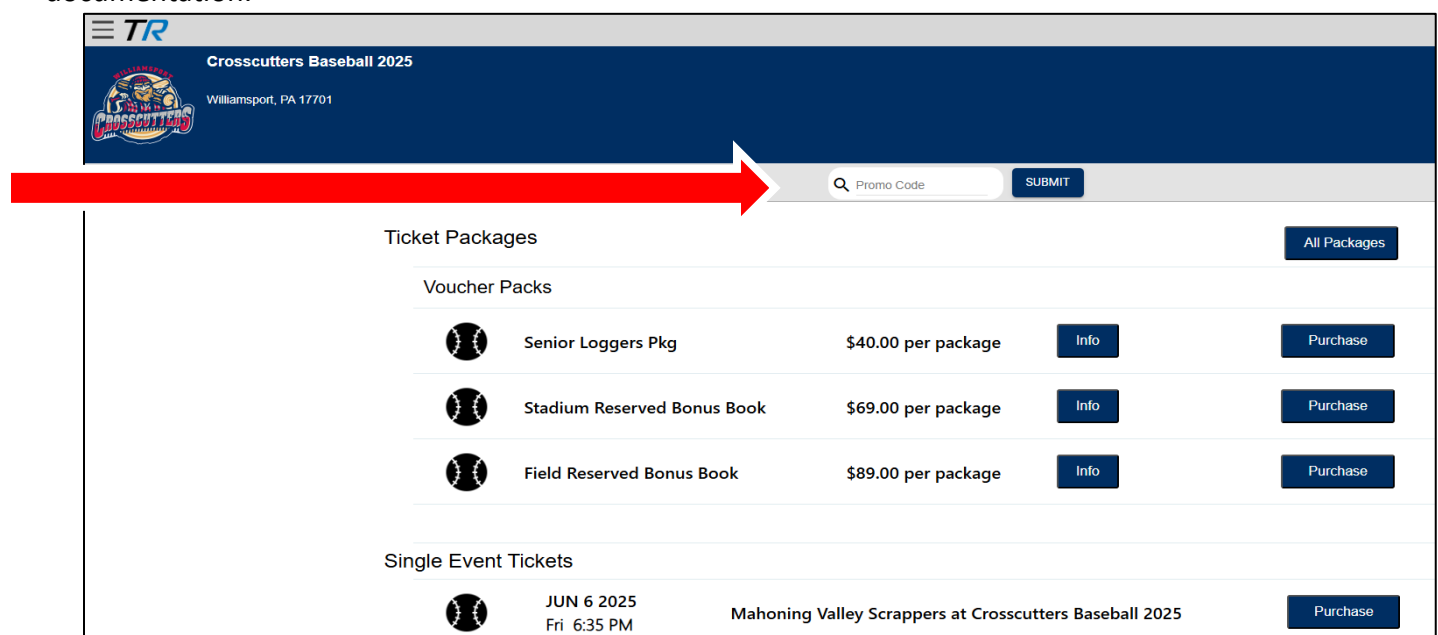 documentation.
TR
Crosscutters Baseball 2025
Williamsport, PA 17701
WILLIAMSPORT
CROSSCUTTERS
Promo Code SUBMIT
Ticket Packages All Packages
Voucher Packs
Senior Loggers Pkg $40.00 per package Info Purchase
Stadium Reserved Bonus Book $69.00 per package Info Purchase
Field Reserved Bonus Book $89.00 per package Info Purchase
Single Event Tickets
JUN 6 2025
Fri 6:35 PM
Mahoning Valley Scrappers at Crosscutters Baseball 2025 Purchase